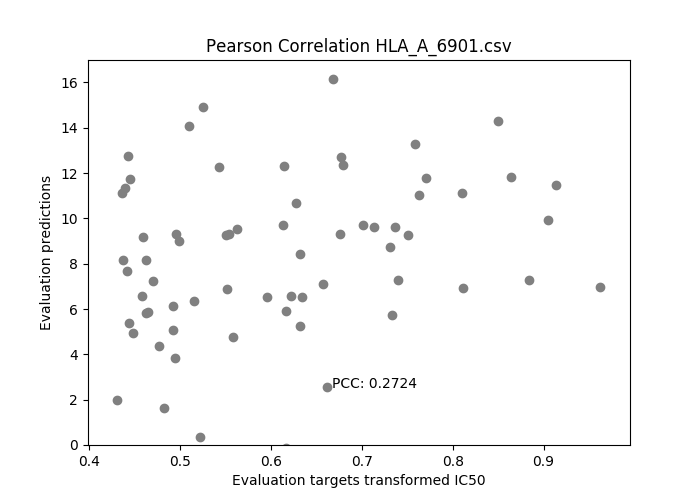 Pearson Correlation HLA_A_6901.csv
16
14
12
10
8
6
4
2
0
Evaluation predictions
PCC: 0.2724
0.4 0.5 0.6 0.7 0.8 0.9
Evaluation targets transformed IC50